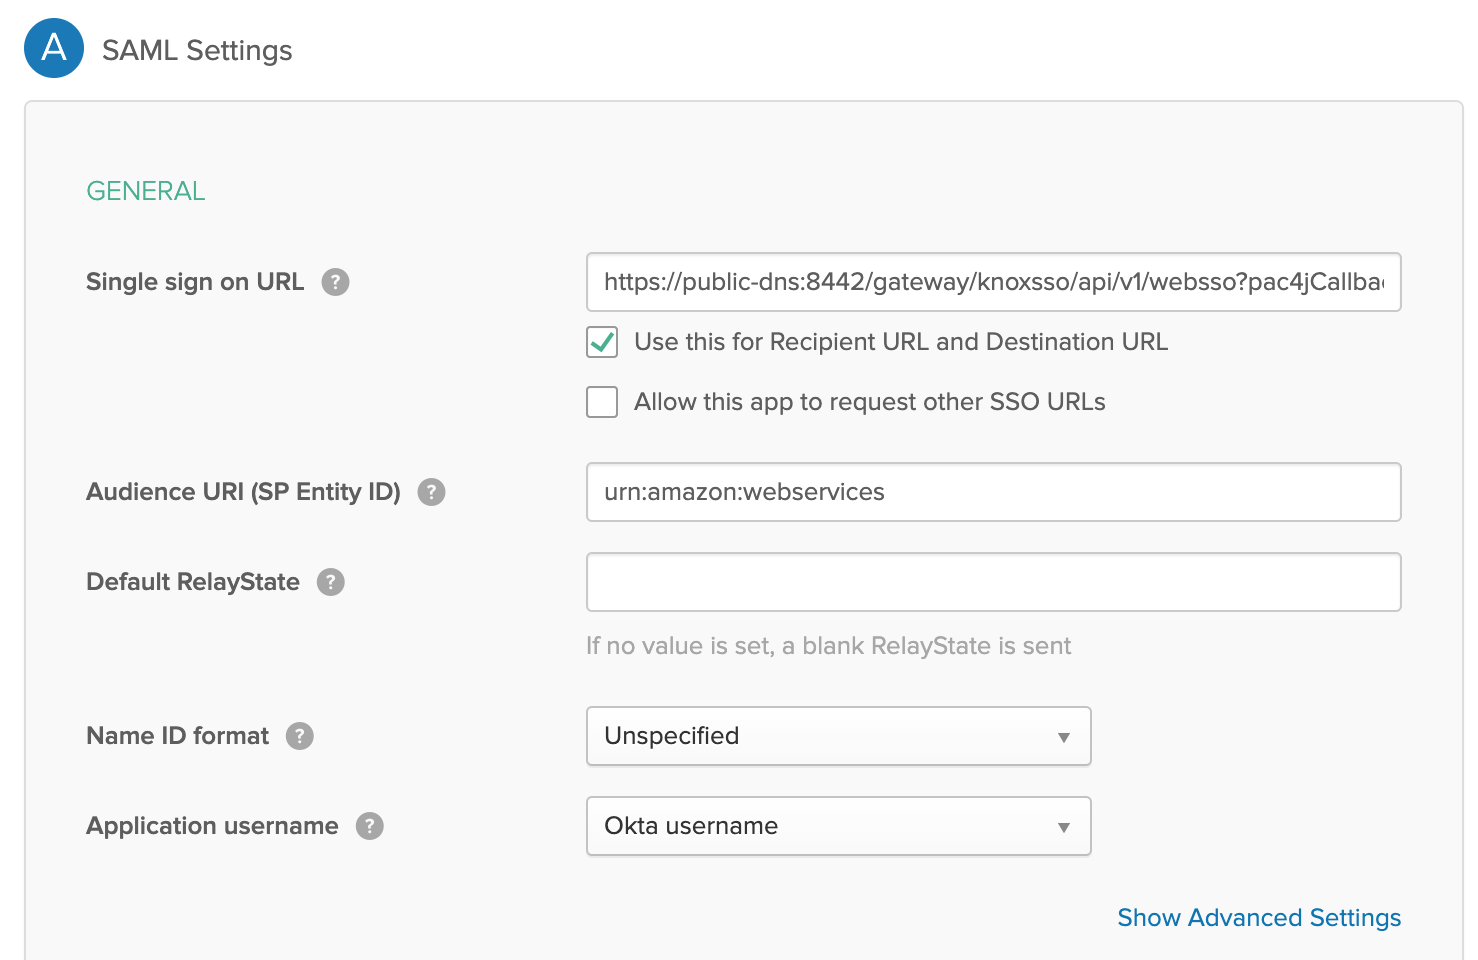 A SAML Settings
GENERAL
Single sign on URL ? https://public-dns:8442/gateway/knoxsso/api/v1/websso?pac4jCallba
Use this for Recipient URL and Destination URL
Allow this app to request other SSO URLs
Audience URI (SP Entity ID) ? urn:amazon:webservices
Default RelayState ?
If no value is set, a blank RelayState is sent
Name ID format ? Unspecified
Application username ? Okta username
Show Advanced Settings